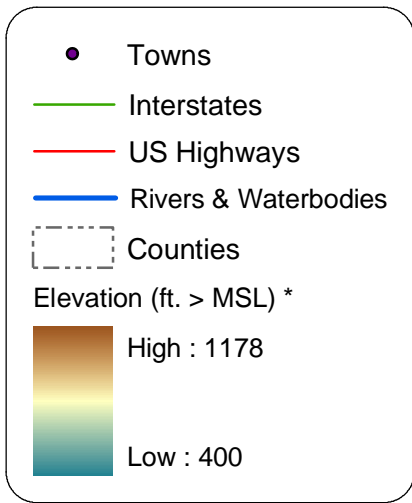 Towns
Interstates
US Highways
Rivers & Waterbodies
Counties
Elevation (ft. > MSL) *
High : 1178
Low : 400